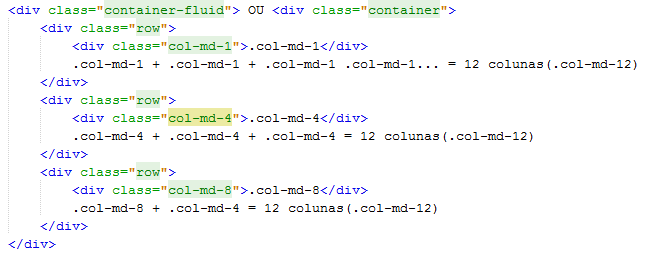 <div class="container-fluid"> OU <div class="container">
<div class="row">
<div class="col-md-1">.col-md-1</div>
.col-md-1 + .col-md-1 + .col-md-1 .col-md-1... = 12 colunas(.col-md-12)
</div>
<div class="row">
<div class="col-md-4">.col-md-4</div>
.col-md-4 + .col-md-4 + .col-md-4 = 12 colunas(.col-md-12)
</div>
<div class="row">
<div class="col-md-8">.col-md-8</div>
.col-md-8 + .col-md-4 = 12 colunas(.col-md-12)
</div>
</div>